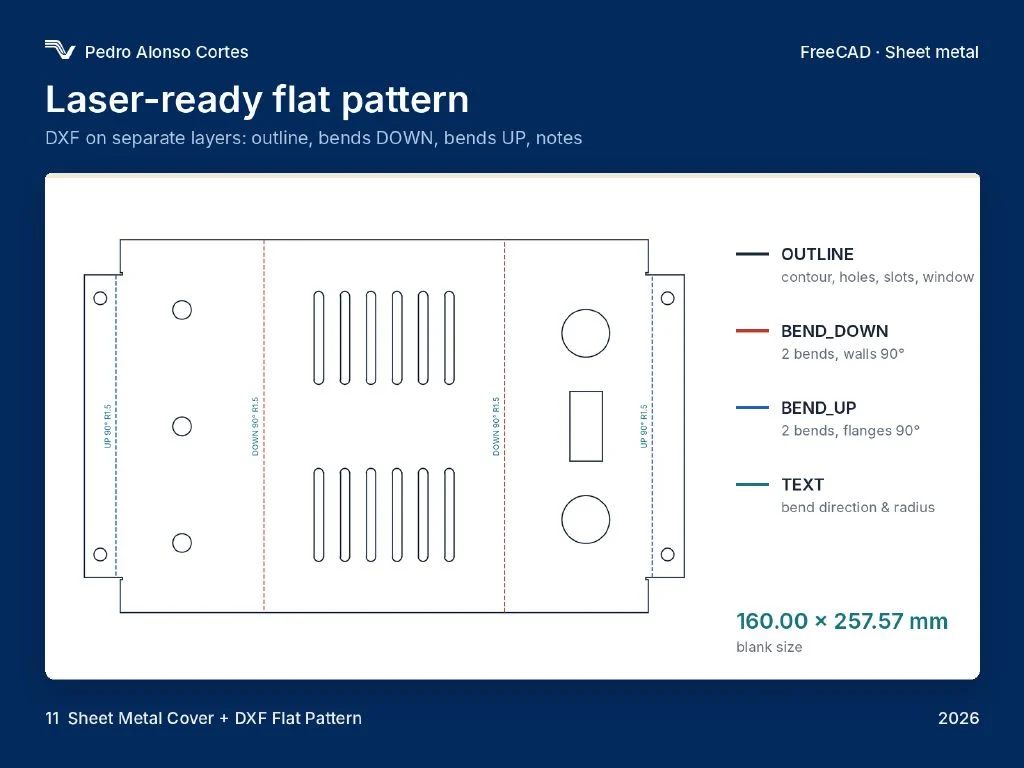 Pedro Alonso Cortes
FreeCAD · Sheet metal
Laser-ready flat pattern
DXF on separate layers: outline, bends DOWN, bends UP, notes
UP 90° R1.5
DOWN 90° R1.5
DOWN 90° R1.5
UP 90° R1.5
OUTLINE
contour, holes, slots, window
BEND_DOWN
2 bends, walls 90°
BEND_UP
2 bends, flanges 90°
TEXT
bend direction & radius
160.00 × 257.57 mm
blank size
11 Sheet Metal Cover + DXF Flat Pattern
2026